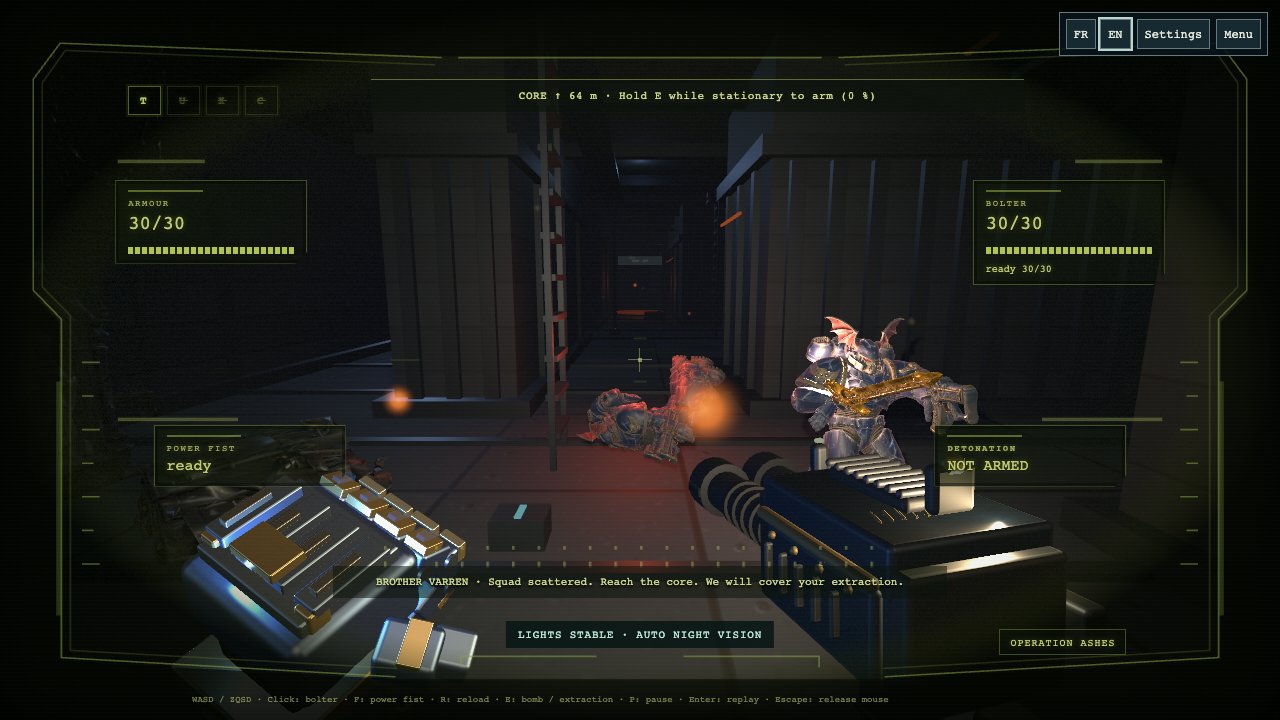 FR EN Settings Menu
T
CORE ↑ 64 m · Hold E while stationary to arm (0 %)
ARMOUR
30/30
BOLTER
30/30
ready 30/30
POWER FIST
ready
DETONATION
NOT ARMED
BROTHER VARREN · Squad scattered. Reach the core. We will cover your extraction.
LIGHTS STABLE · AUTO NIGHT VISION
OPERATION ASHES
WASD / ZQSD · Click: bolter · F: power fist · R: reload · E: bomb / extraction · P: pause · Enter: replay · Escape: release mouse